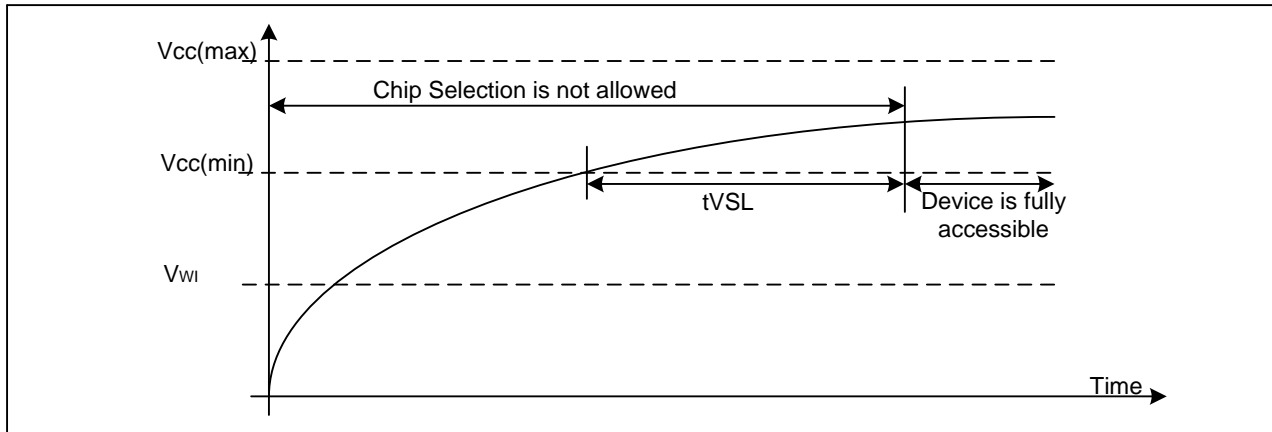 Vcc(max)
Chip Selection is not allowed
Vcc(min)
tVSL
Device is fully
accessible
VWI
Time